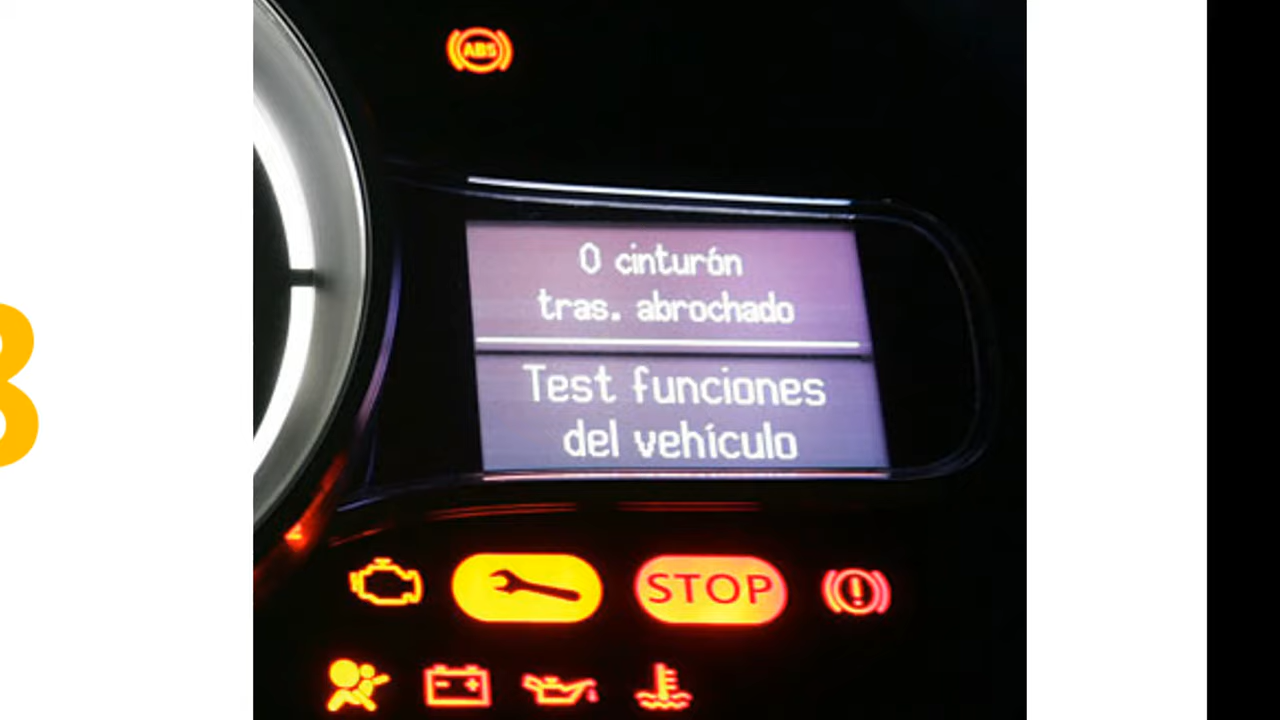 ABS
0 cinturón
tras. abrochado
Test funciones
del vehículo
STOP